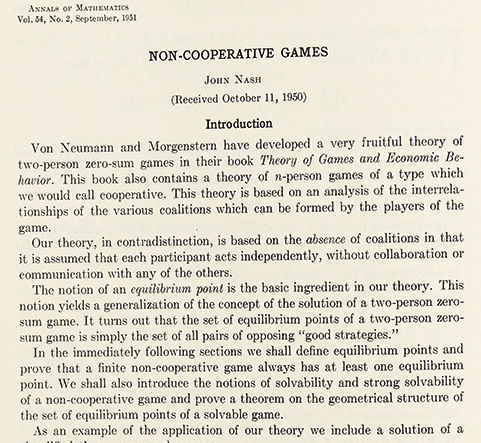 ANNALS OF MATHEMATICS
Vol. 54, No. 2, September, 1951
NON-COOPERATIVE GAMES
JOHN NASH
(Received October 11, 1950)
Introduction
Von Neumann and Morgenstern have developed a very fruitful theory of
two-person zero-sum games in their book Theory of Games and Economic Be-
havior. This book also contains a theory of n-person games of a type which
we would call cooperative. This theory is based on an analysis of the interrela-
tionships of the various coalitions which can be formed by the players of the
game.
Our theory, in contradistinction, is based on the absence of coalitions in that
it is assumed that each participant acts independently, without collaboration or
communication with any of the others.
The notion of an equilibrium point is the basic ingredient in our theory. This
notion yields a generalization of the concept of the solution of a two-person zero-
sum game. It turns out that the set of equilibrium points of a two-person zero-
sum game is simply the set of all pairs of opposing "good strategies."
In the immediately following sections we shall define equilibrium points and
prove that a finite non-cooperative game always has at least one equilibrium
point. We shall also introduce the notions of solvability and strong solvability
of a non-cooperative game and prove a theorem on the geometrical structure of
the set of equilibrium points of a solvable game.
As an example of the application of our theory we include a solution of a